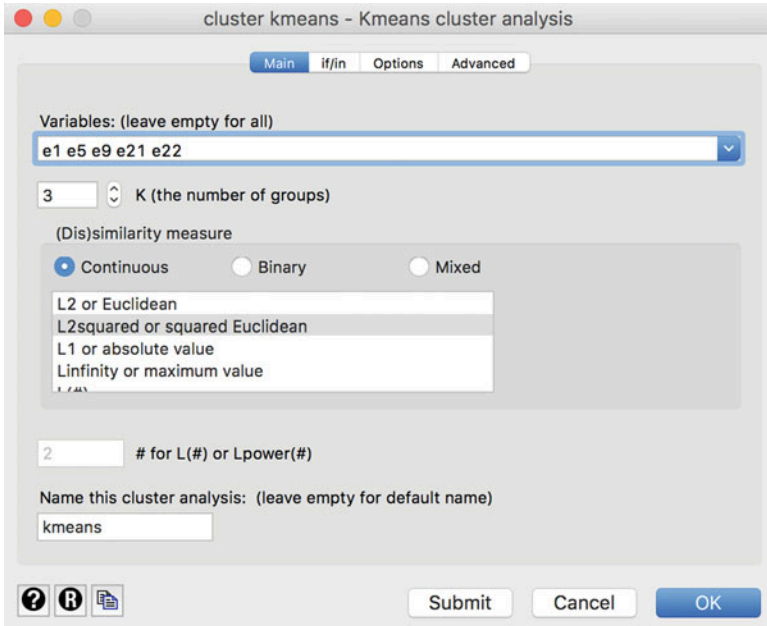 cluster kmeans - Kmeans cluster analysis
Main if/in Options Advanced
Variables: (leave empty for all)
e1 e5 e9 e21 e22
3 K (the number of groups)
(Dis)similarity measure
Continuous Binary Mixed
L2 or Euclidean
L2squared or squared Euclidean
L1 or absolute value
Linfinity or maximum value
L(#)
2 # for L(#) or Lpower(#)
Name this cluster analysis: (leave empty for default name)
kmeans
? R Submit Cancel OK